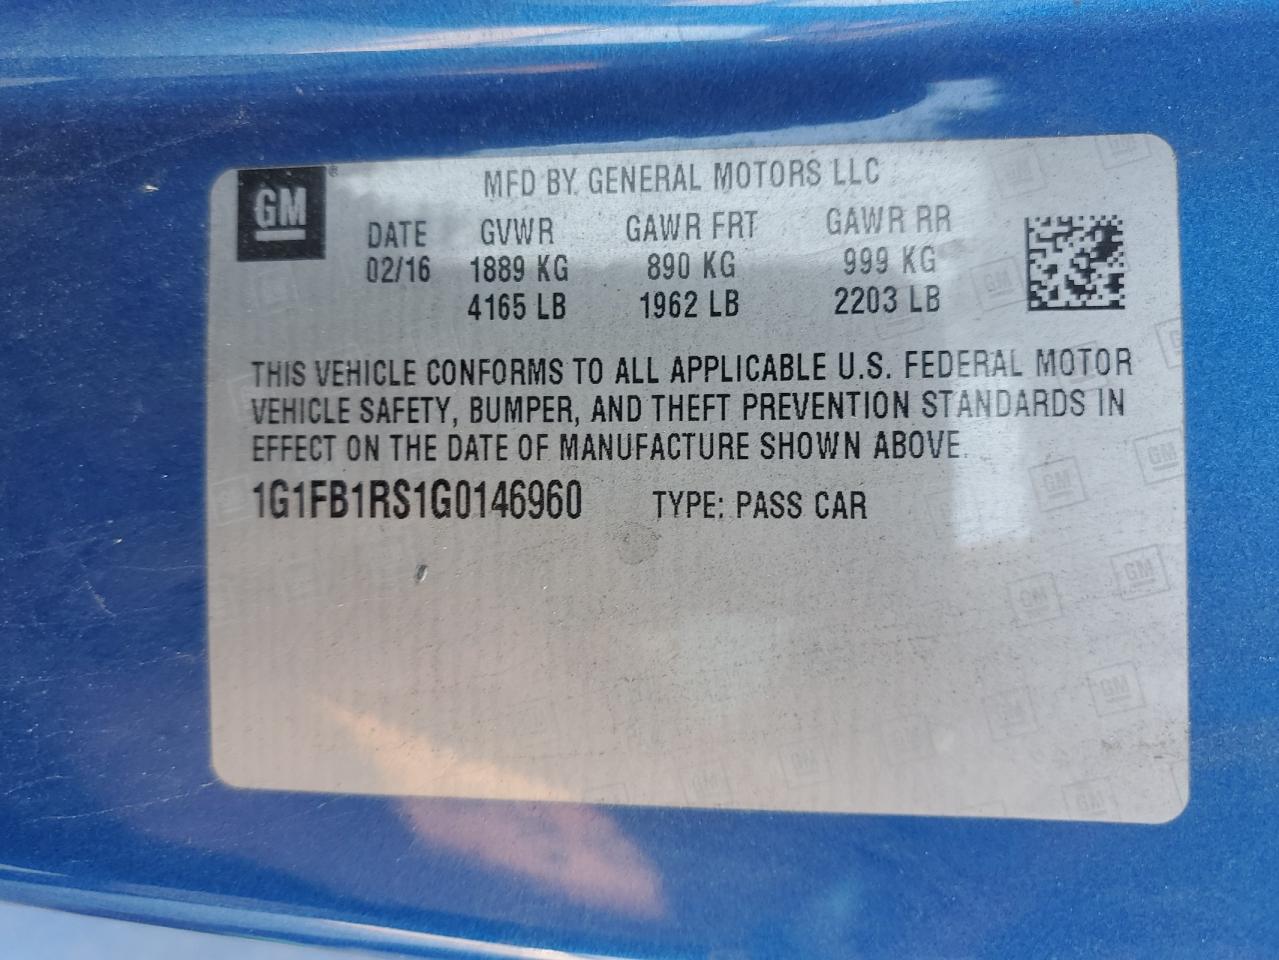 GM
MFD BY GENERAL MOTORS LLC
DATE GVWR GAWR FRT GAWR RR
02/16 1889 KG 890 KG 999 KG
4165 LB 1962 LB 2203 LB
THIS VEHICLE CONFORMS TO ALL APPLICABLE U.S. FEDERAL MOTOR
VEHICLE SAFETY, BUMPER, AND THEFT PREVENTION STANDARDS IN
EFFECT ON THE DATE OF MANUFACTURE SHOWN ABOVE.
1G1FB1RS1G0146960 TYPE: PASS CAR